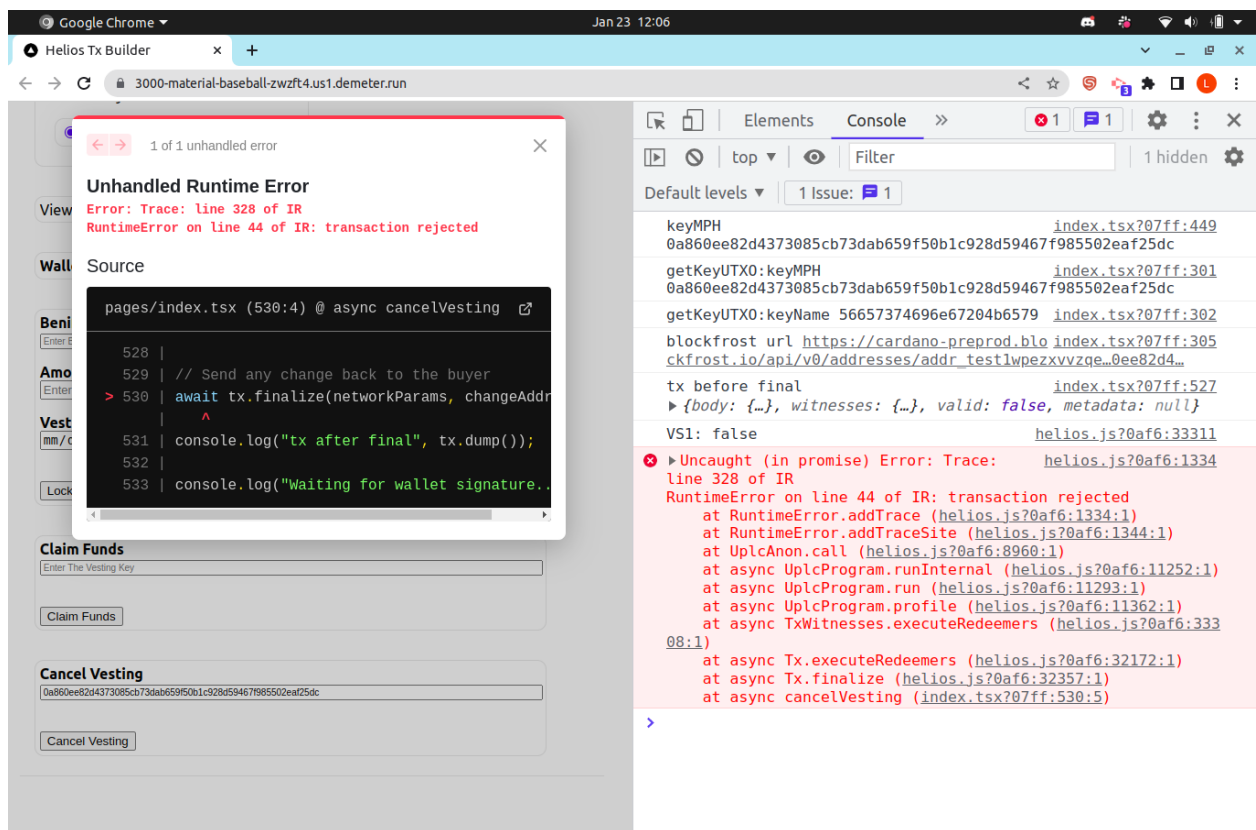 Google Chrome
Jan 23 12:06
Helios Tx Builder
3000-material-baseball-zwzft4.us1.demeter.run
3
L
1 of 1 unhandled error
Unhandled Runtime Error
Error: Trace: line 328 of IR
RuntimeError on line 44 of IR: transaction rejected
Source
pages/index.tsx (530:4) @ async cancelVesting
528 |
529 | // Send any change back to the buyer
> 530 | await tx.finalize(networkParams, changeAddr
| ^
531 | console.log("tx after final", tx.dump());
532 |
533 | console.log("Waiting for wallet signature..
View
Wall
Beni
Enter B
Amo
Enter
Vest
mm/d
Lock
Claim Funds
Enter The Vesting Key
Claim Funds
Cancel Vesting
0a860ee82d4373085cb73dab659f50b1c928d59467f985502eaf25dc
Cancel Vesting
Elements
Console
1
1
top
Filter
1 hidden
Default levels
1 Issue: 1
keyMPH index.tsx?07ff:449
0a860ee82d4373085cb73dab659f50b1c928d59467f985502eaf25dc
getKeyUTXO:keyMPH index.tsx?07ff:301
0a860ee82d4373085cb73dab659f50b1c928d59467f985502eaf25dc
getKeyUTXO:keyName 56657374696e67204b6579 index.tsx?07ff:302
blockfrost url https://cardano-preprod.blo index.tsx?07ff:305
ckfrost.io/api/v0/addresses/addr_test1wpezxvvzqe…0ee82d4…
tx before final index.tsx?07ff:527
{body: {…}, witnesses: {…}, valid: false, metadata: null}
VS1: false helios.js?0af6:33311
Uncaught (in promise) Error: Trace: helios.js?0af6:1334
line 328 of IR
RuntimeError on line 44 of IR: transaction rejected
at RuntimeError.addTrace (helios.js?0af6:1334:1)
at RuntimeError.addTraceSite (helios.js?0af6:1344:1)
at UplcAnon.call (helios.js?0af6:8960:1)
at async UplcProgram.runInternal (helios.js?0af6:11252:1)
at async UplcProgram.run (helios.js?0af6:11293:1)
at async UplcProgram.profile (helios.js?0af6:11362:1)
at async TxWitnesses.executeRedeemers (helios.js?0af6:333
08:1)
at async Tx.executeRedeemers (helios.js?0af6:32172:1)
at async Tx.finalize (helios.js?0af6:32357:1)
at async cancelVesting (index.tsx?07ff:530:5)